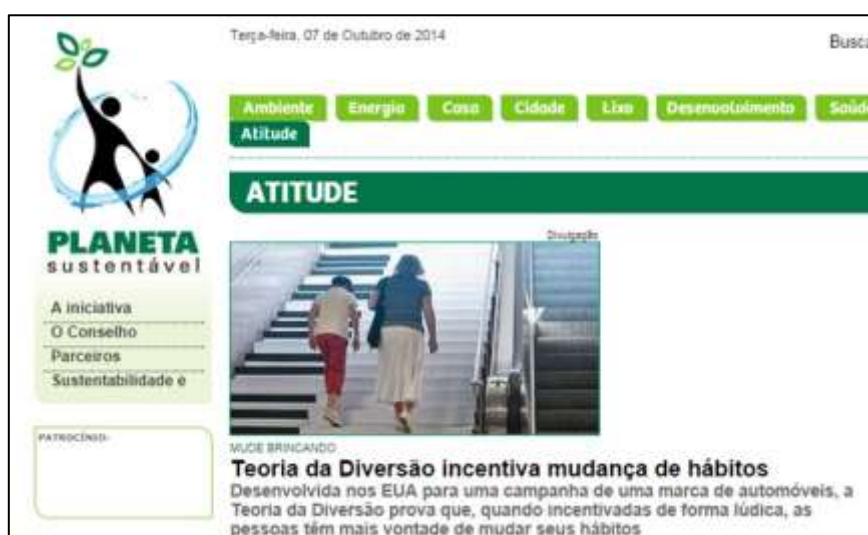 Terça-feira, 07 de Outubro de 2014
Busca
Ambiente Energia Casa Cidade Lixo Desenvolvimento Saúde
Atitude
ATITUDE
PLANETA
sustentável
A iniciativa
O Conselho
Parceiros
Sustentabilidade é
PATROCÍNIO:
Divulgação
MUDE BRINCANDO
Teoria da Diversão incentiva mudança de hábitos
Desenvolvida nos EUA para uma campanha de uma marca de automóveis, a
Teoria da Diversão prova que, quando incentivadas de forma lúdica, as
pessoas têm mais vontade de mudar seus hábitos